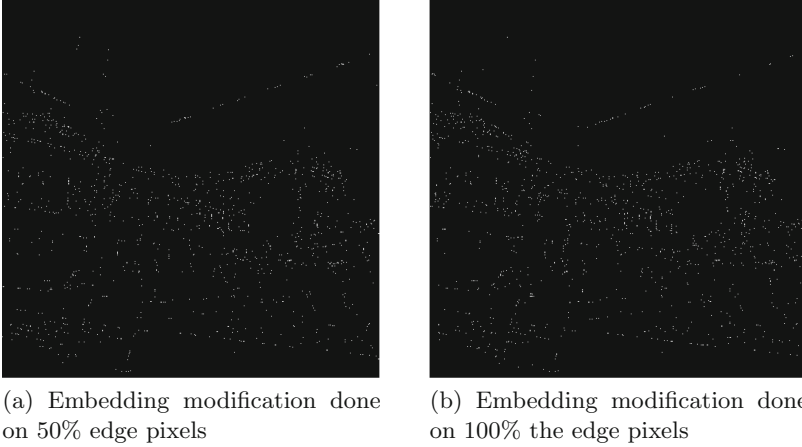 (a) Embedding modification done
on 50% edge pixels
(b) Embedding modification done
on 100% the edge pixels